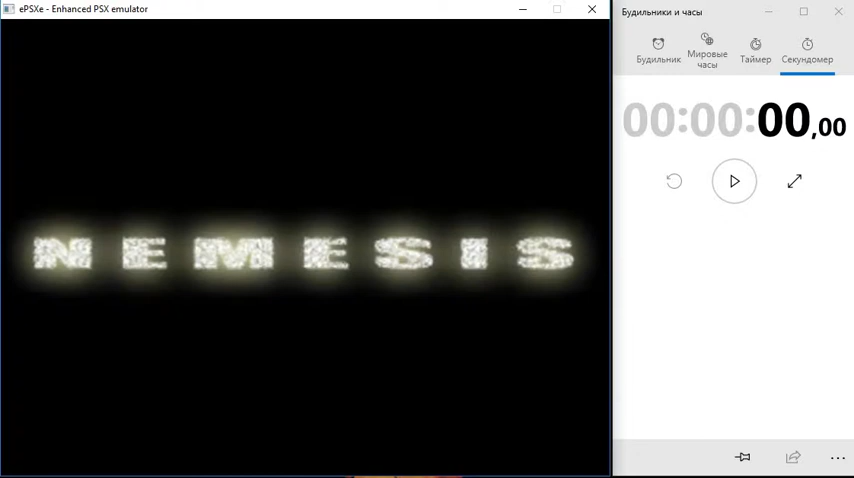 ePSXe - Enhanced PSX emulator
NEMESIS
Будильники и часы
Будильник
Мировые
часы
Таймер
Секундомер
00:00:00,00